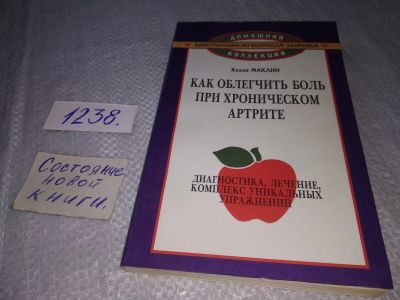 ДОМАШНИЙ
КОНСУЛЬТАЦИИ ПО ВОПРОСАМ ЗДОРОВЬЯ
КОЛЛЕКЦИЯ
Хелен МАКЛИН
КАК ОБЛЕГЧИТЬ БОЛЬ
ПРИ ХРОНИЧЕСКОМ
АРТРИТЕ
ДИАГНОСТИКА, ЛЕЧЕНИЕ,
КОМПЛЕКС УНИКАЛЬНЫХ
УПРАЖНЕНИЙ
1238.
Состояние
новой
книги.